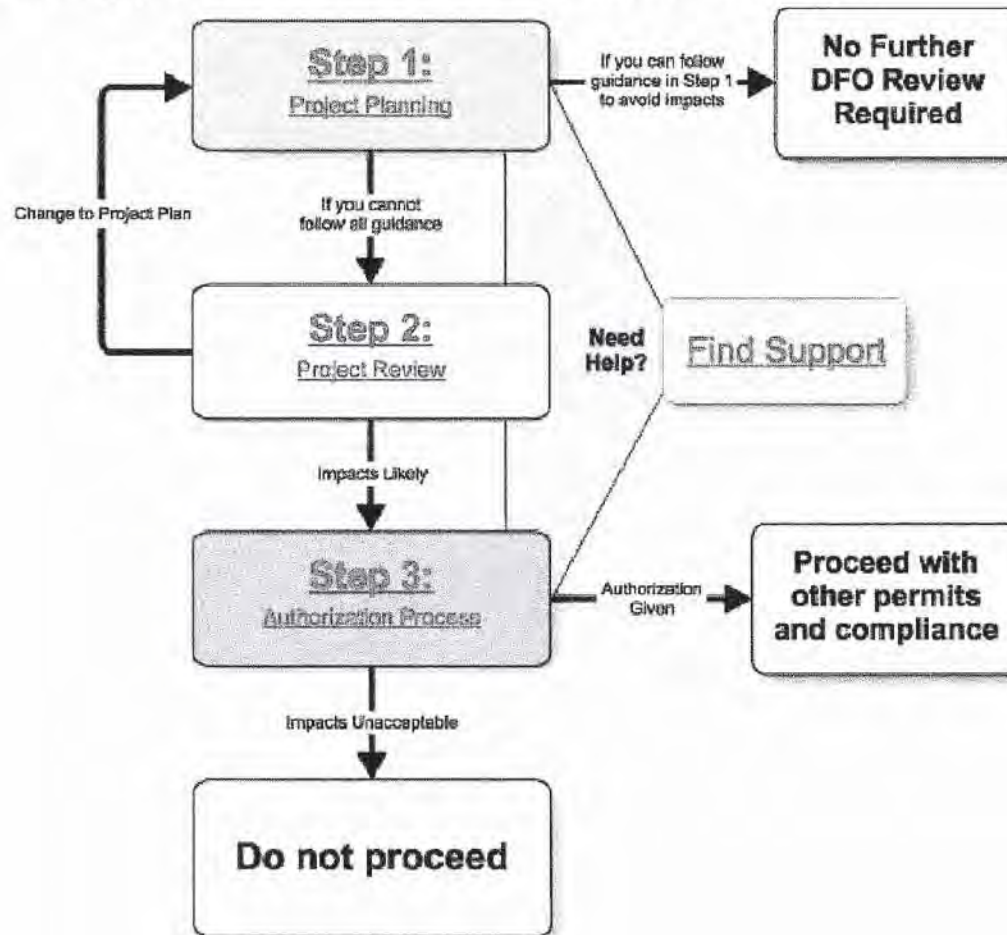 Step 1:
Project Planning
If you can follow
guidance in Step 1
to avoid impacts
No Further
DFO Review
Required
Change to Project Plan
If you cannot
follow all guidance
Step 2:
Project Review
Need
Help?
Find Support
Impacts Likely
Step 3:
Authorization Process
Authorization
Given
Proceed with
other permits
and compliance
Impacts Unacceptable
Do not proceed